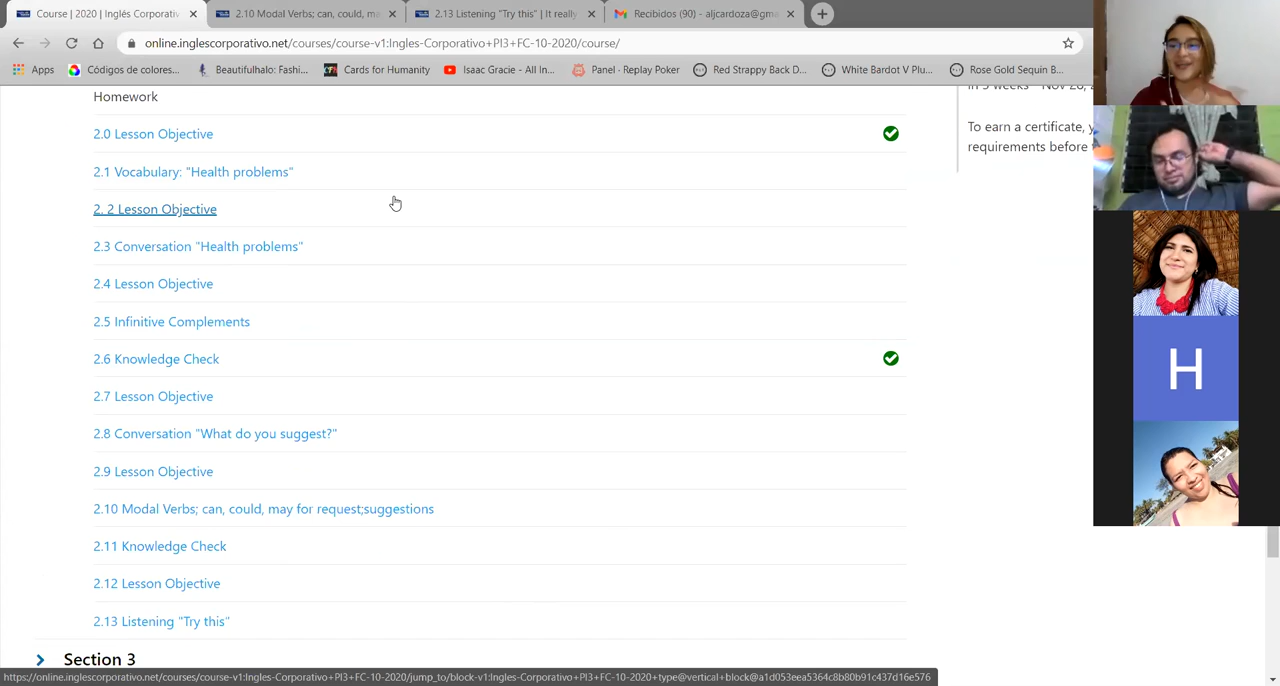 Course | 2020 | Inglés Corporativ
2.10 Modal Verbs; can, could, ma
2.13 Listening "Try this" | It really
Recibidos (90) - aljcardoza@gma
online.inglescorporativo.net/courses/course-v1:Ingles-Corporativo+PI3+FC-10-2020/course/
Apps
Códigos de colores...
Beautifulhalo: Fashi...
Cards for Humanity
Isaac Gracie - All In...
Panel · Replay Poker
Red Strappy Back D...
White Bardot V Plu...
Rose Gold Sequin B...
Homework
2.0 Lesson Objective
2.1 Vocabulary: "Health problems"
2. 2 Lesson Objective
2.3 Conversation "Health problems"
2.4 Lesson Objective
2.5 Infinitive Complements
2.6 Knowledge Check
2.7 Lesson Objective
2.8 Conversation "What do you suggest?"
2.9 Lesson Objective
2.10 Modal Verbs; can, could, may for request;suggestions
2.11 Knowledge Check
2.12 Lesson Objective
2.13 Listening "Try this"
Section 3
To earn a certificate, y
requirements before
H
https://online.inglescorporativo.net/courses/course-v1:Ingles-Corporativo+PI3+FC-10-2020/jump_to/block-v1:Ingles-Corporativo+PI3+FC-10-2020+type@vertical+block@a1d053eea5364c8b80b91c437d16e576